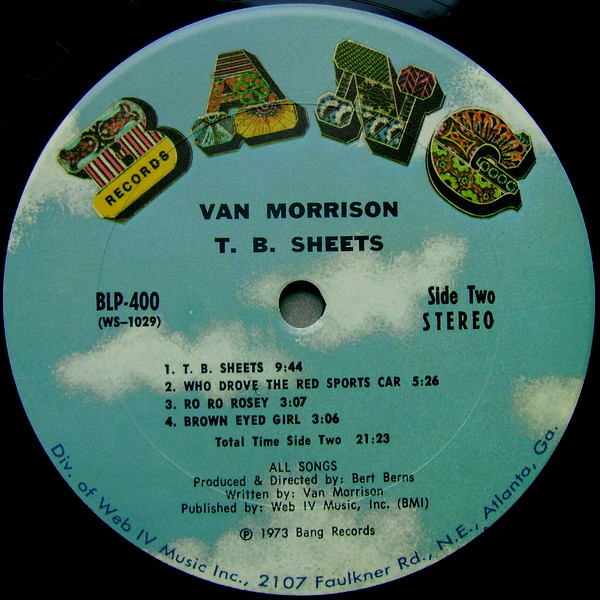 BANG
RECORDS
VAN MORRISON
T. B. SHEETS
BLP-400
(WS-1029)
Side Two
STEREO
1. T. B. SHEETS 9:44
2. WHO DROVE THE RED SPORTS CAR 5:26
3. RO RO ROSEY 3:07
4. BROWN EYED GIRL 3:06
Total Time Side Two 21:23
ALL SONGS
Produced & Directed by: Bert Berns
Written by: Van Morrison
Published by: Web IV Music, Inc. (BMI)
℗ 1973 Bang Records
Div. of Web IV Music Inc., 2107 Faulkner Rd., N.E., Atlanta, Ga.